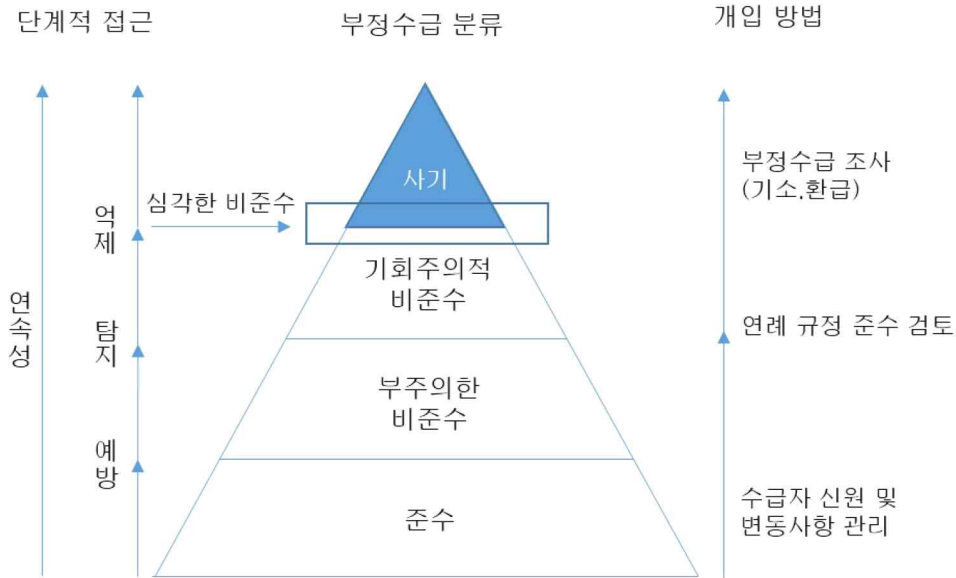 단계적 접근
부정수급 분류
개입 방법
사기
부정수급 조사
(기소.환급)
심각한 비준수
억제
기회주의적
비준수
연속성
탐지
연례 규정 준수 검토
부주의한
비준수
예방
준수
수급자 신원 및
변동사항 관리